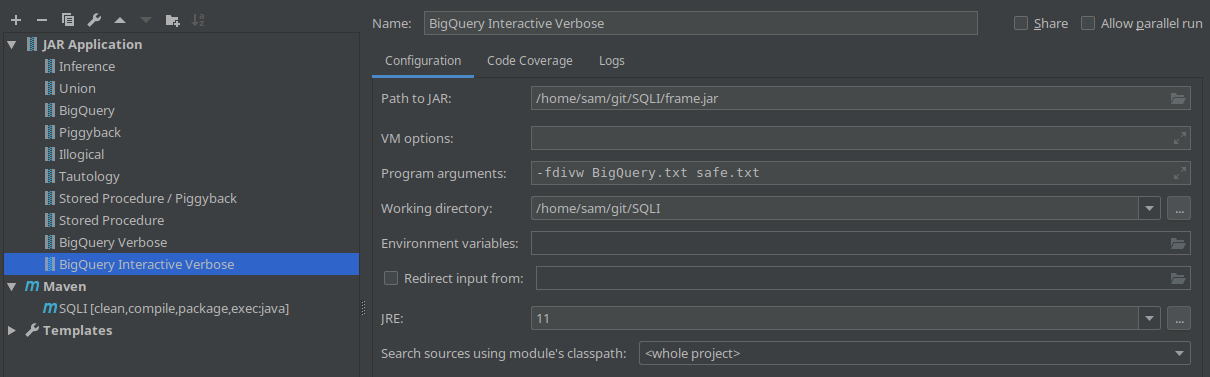 Name: BigQuery Interactive Verbose Share Allow parallel run
JAR Application
Inference
Union
BigQuery
Piggyback
Illogical
Tautology
Stored Procedure / Piggyback
Stored Procedure
BigQuery Verbose
BigQuery Interactive Verbose
Maven
SQLI [clean,compile,package,exec:java]
Templates
Configuration Code Coverage Logs
Path to JAR: /home/sam/git/SQLI/frame.jar
VM options:
Program arguments: -fdivw BigQuery.txt safe.txt
Working directory: /home/sam/git/SQLI ...
Environment variables:
Redirect input from:
JRE: 11 ...
Search sources using module's classpath: <whole project>